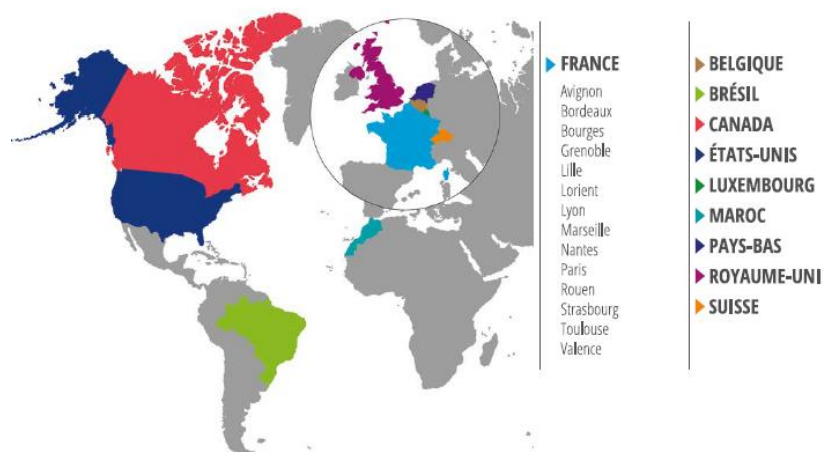 FRANCE
Avignon
Bordeaux
Bourges
Grenoble
Lille
Lorient
Lyon
Marseille
Nantes
Paris
Rouen
Strasbourg
Toulouse
Valence
BELGIQUE
BRÉSIL
CANADA
ÉTATS-UNIS
LUXEMBOURG
MAROC
PAYS-BAS
ROYAUME-UNI
SUISSE